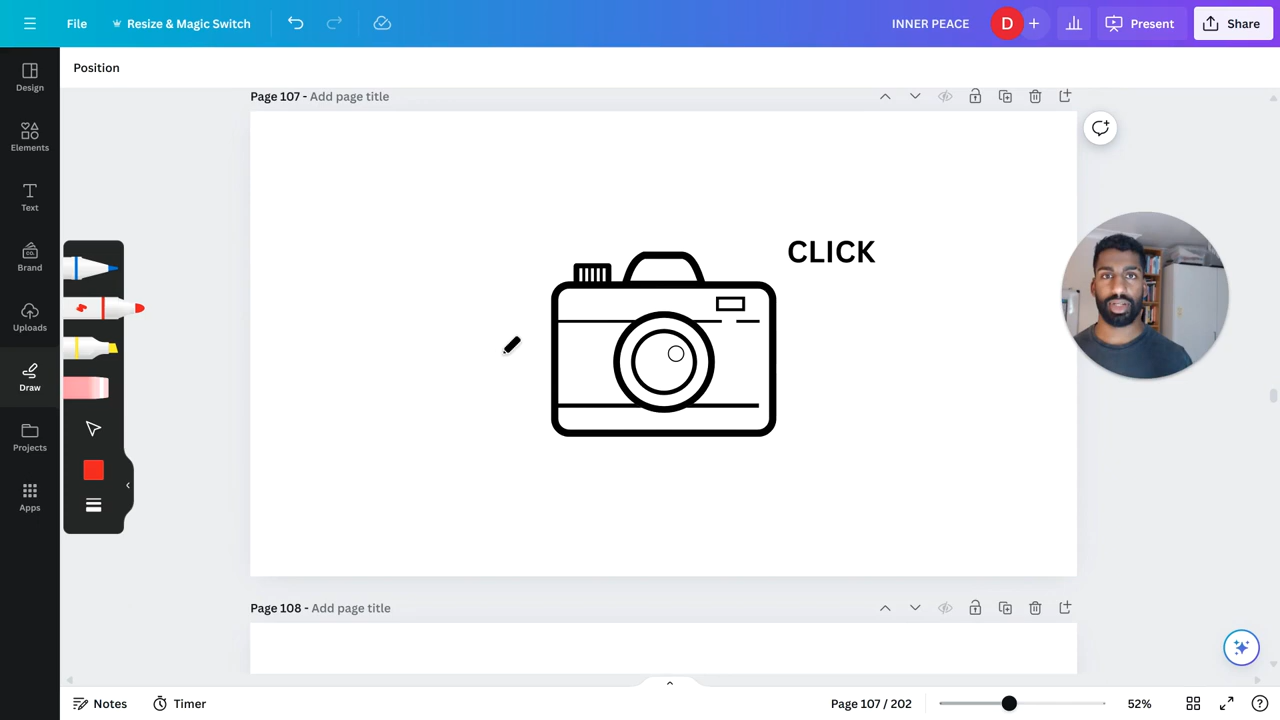 File
Resize & Magic Switch
INNER PEACE
D
Present
Share
Position
Design
Elements
Text
Brand
Uploads
Draw
Projects
Apps
Page 107 - Add page title
CLICK
Page 108 - Add page title
Notes
Timer
Page 107 / 202
52%